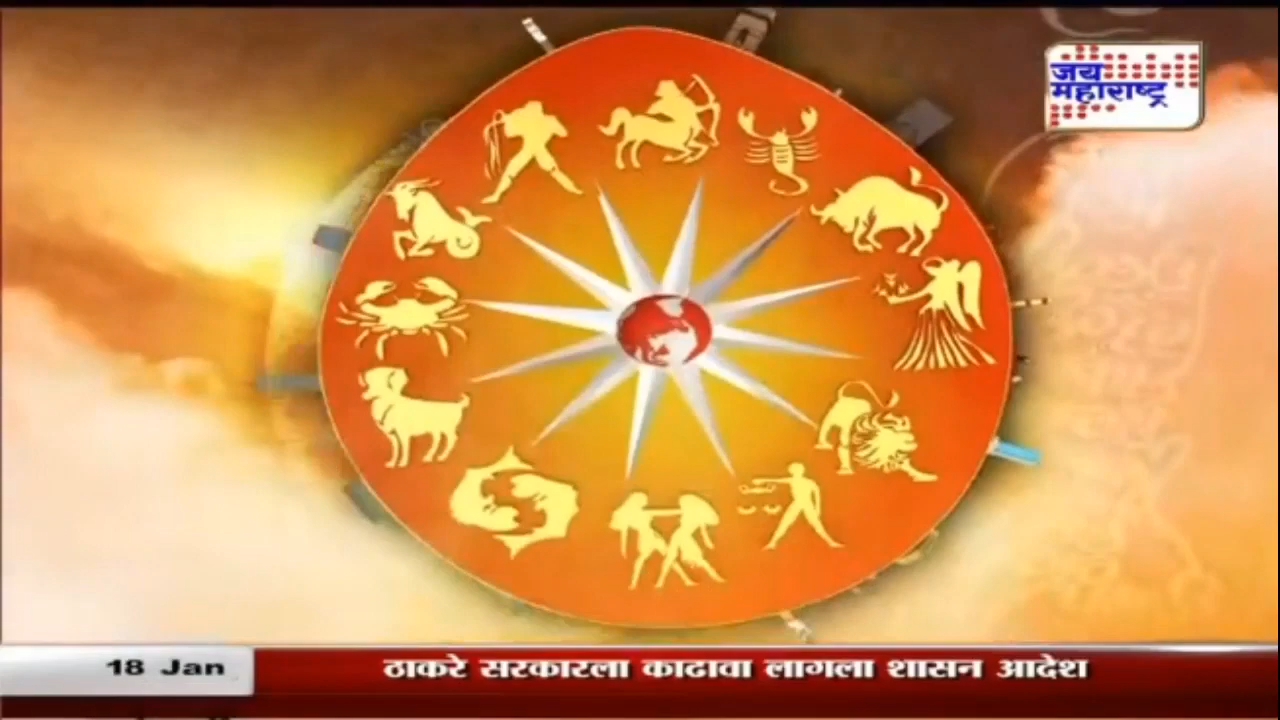 जय
महाराष्ट्र
18 Jan
ठाकरे सरकारला काढावा लागला शासन आदेश